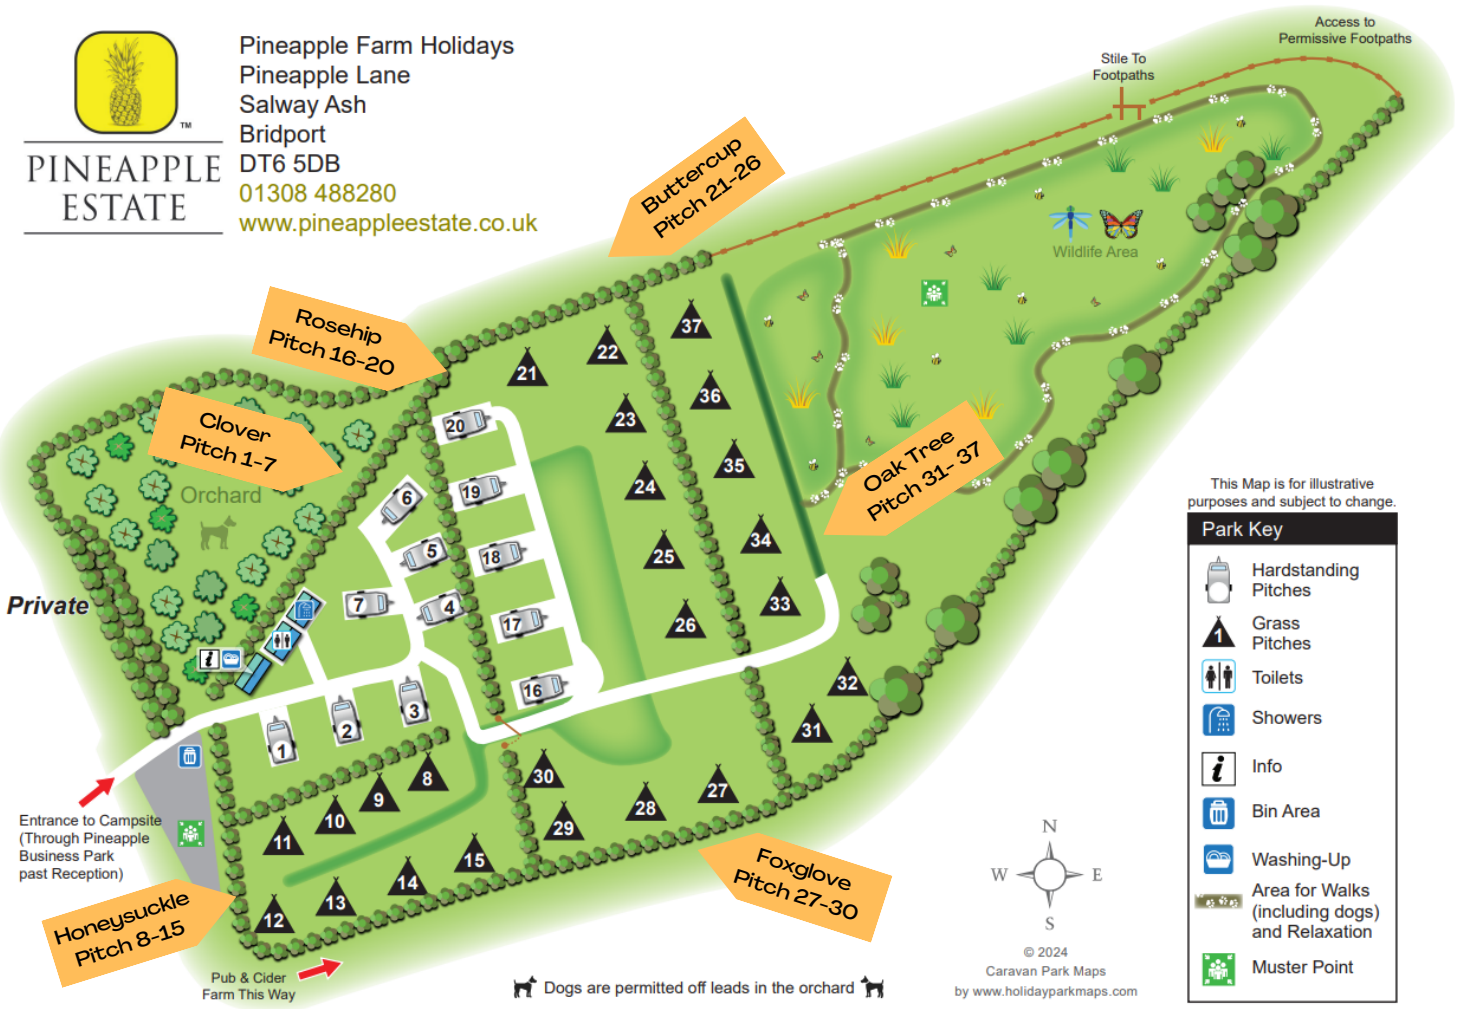 Pineapple Farm Holidays
Pineapple Lane
Salway Ash
Bridport
DT6 5DB
01308 488280
www.pineappleestate.co.uk
TM
PINEAPPLE
ESTATE
Access to
Permissive Footpaths
Stile To
Footpaths
Buttercup
Pitch 21-26
Rosehip
Pitch 16-20
Clover
Pitch 1-7
Oak Tree
Pitch 31- 37
Wildlife Area
Orchard
Private
37
22
21
36
23
20
35
24
19
6
34
25
18
5
33
26
17
7
4
32
16
31
3
2
1
30
27
8
9
28
29
10
11
15
14
13
12
Entrance to Campsite
(Through Pineapple
Business Park
past Reception)
Honeysuckle
Pitch 8-15
Foxglove
Pitch 27-30
Pub & Cider
Farm This Way
Dogs are permitted off leads in the orchard
N
W
E
S
© 2024
Caravan Park Maps
by www.holidayparkmaps.com
This Map is for illustrative
purposes and subject to change.
Park Key
Hardstanding
Pitches
1
Grass
Pitches
Toilets
Showers
i
Info
Bin Area
Washing-Up
Area for Walks
(including dogs)
and Relaxation
Muster Point
i